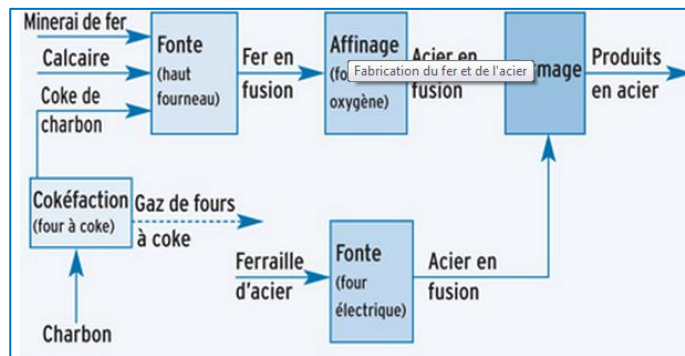 Minerai de fer
Calcaire
Coke de
charbon
Fonte
(haut
fourneau)
Fer en
fusion
Affinage
oxygène)
Fabrication du fer et de l'acier
Acier en
fusion
Produits
en acier
Cokéfaction
(four à coke)
Gaz de fours
à coke
Charbon
Ferraille
d'acier
Fonte
(four
électrique)
Acier en
fusion